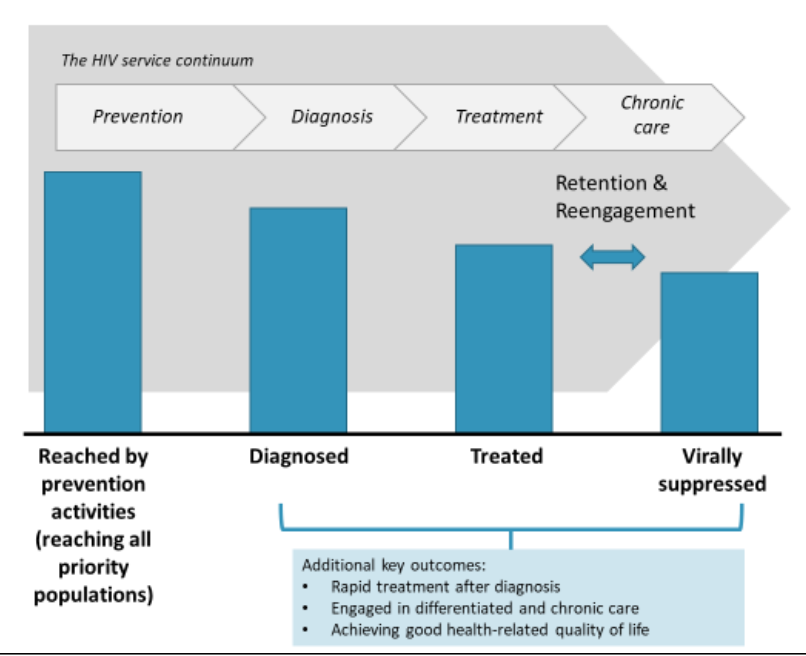 The HIV service continuum
Prevention
Diagnosis
Treatment
Chronic
care
Retention &
Reengagement
Reached by
prevention
activities
(reaching all
priority
populations)
Diagnosed
Treated
Virally
suppressed
Additional key outcomes:
• Rapid treatment after diagnosis
• Engaged in differentiated and chronic care
• Achieving good health-related quality of life